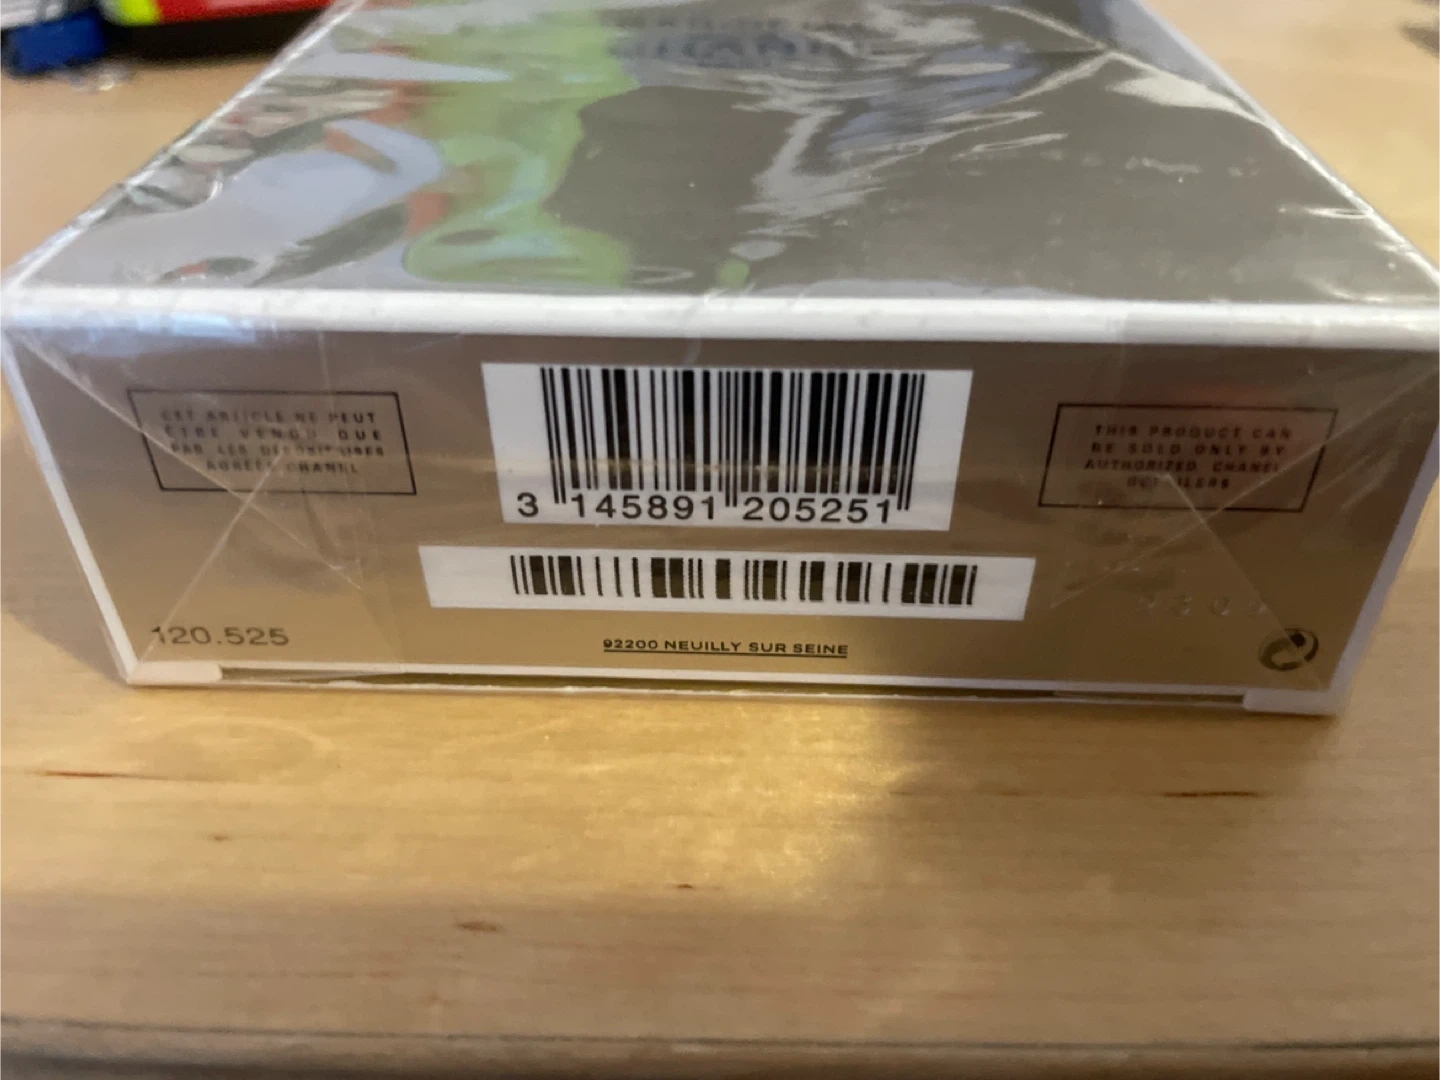 CET ARTICLE NE PEUT
ÊTRE VENDU QUE
PAR LES DÉPOSITAIRES
AGRÉÉS CHANEL
3 145891 205251
THIS PRODUCT CAN
BE SOLD ONLY BY
AUTHORIZED CHANEL
RETAILERS
120.525
92200 NEUILLY SUR SEINE